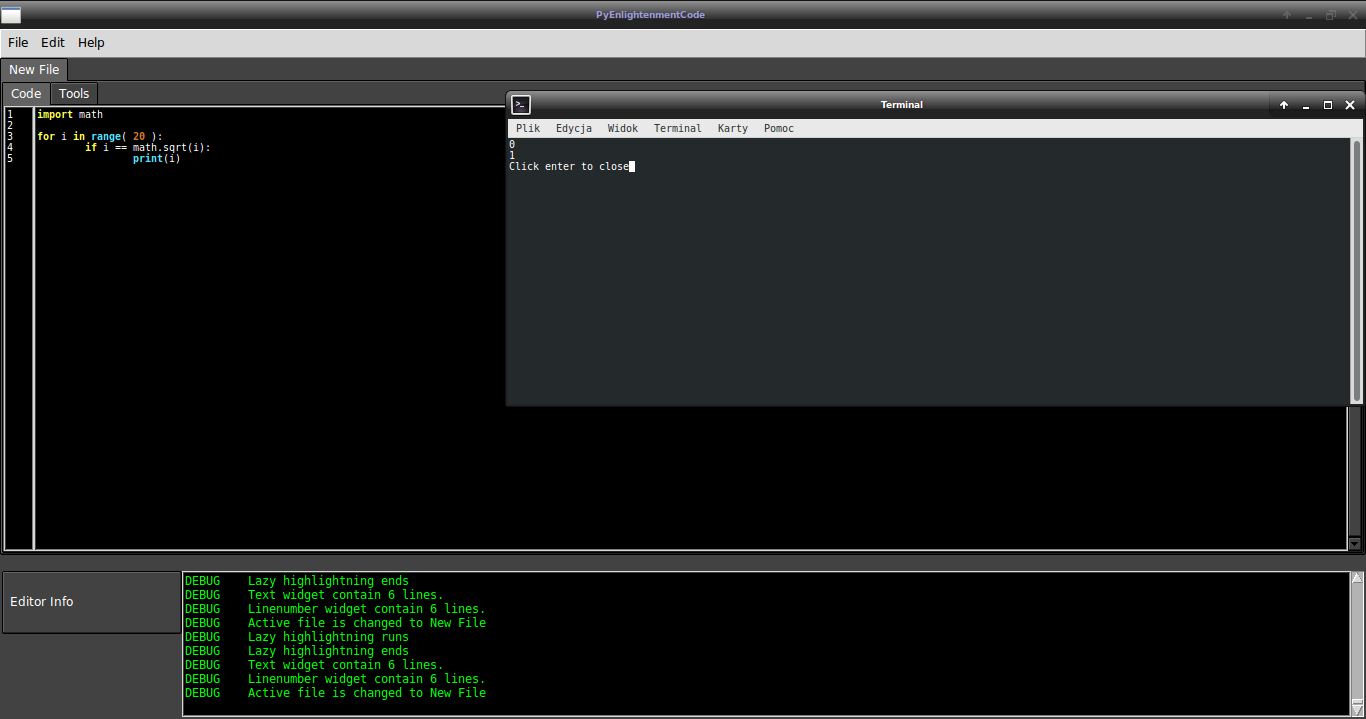 PyEnlightenmentCode
File Edit Help
New File
Code Tools
1 import math
2
3 for i in range( 20 ):
4 if i == math.sqrt(i):
5 print(i)
Terminal
Plik Edycja Widok Terminal Karty Pomoc
0
1
Click enter to close
Editor Info
DEBUG Lazy highlightning ends
DEBUG Text widget contain 6 lines.
DEBUG Linenumber widget contain 6 lines.
DEBUG Active file is changed to New File
DEBUG Lazy highlightning runs
DEBUG Lazy highlightning ends
DEBUG Text widget contain 6 lines.
DEBUG Linenumber widget contain 6 lines.
DEBUG Active file is changed to New File